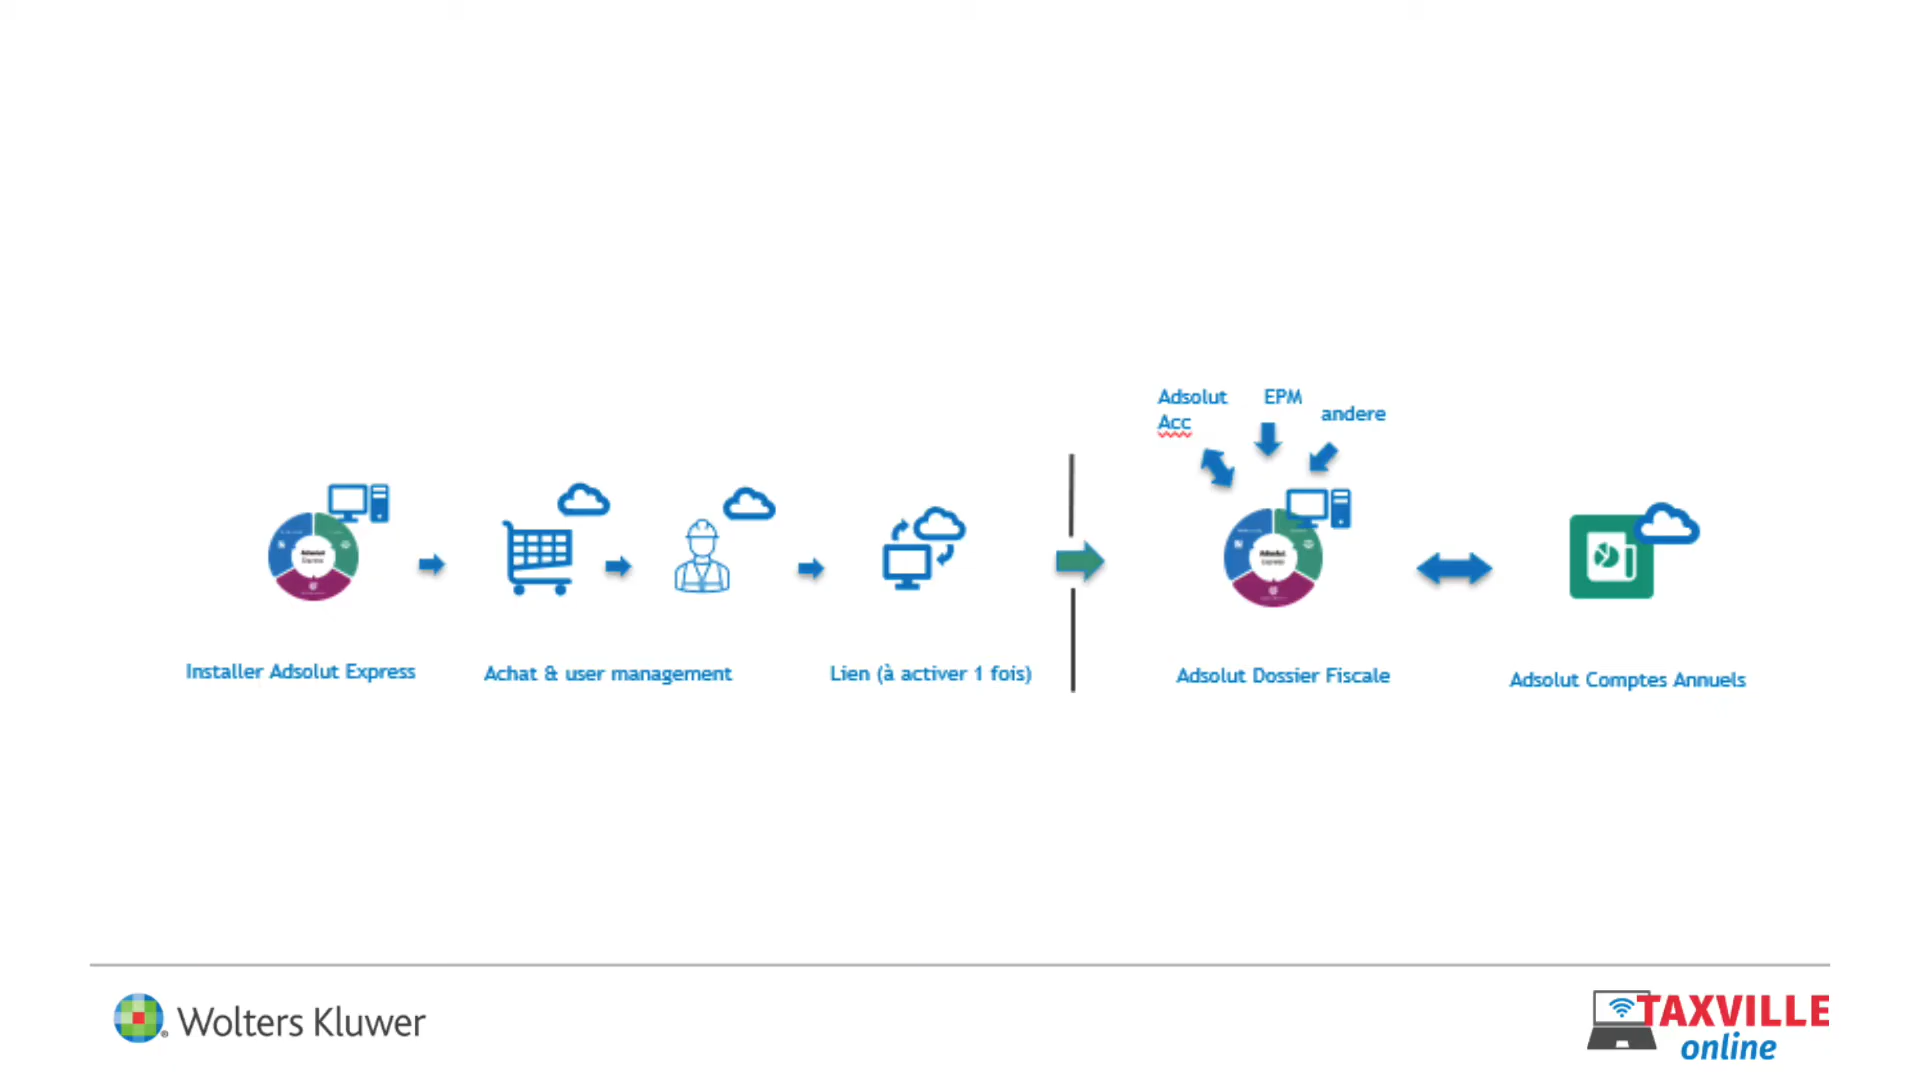 Adsolut
Acc
EPM
andere
Installer Adsolut Express
Achat & user management
Lien (à activer 1 fois)
Adsolut Dossier Fiscale
Adsolut Comptes Annuels
Wolters Kluwer
TAXVILLE
online